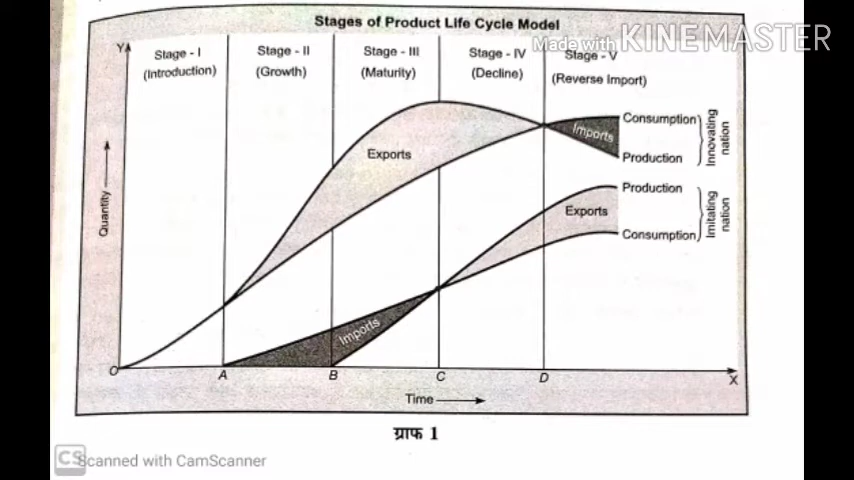 Stages of Product Life Cycle Model
Made with KINEMASTER
Y
Stage - I
(Introduction)
Stage - II
(Growth)
Stage - III
(Maturity)
Stage - IV
(Decline)
Stage - V
(Reverse Import)
Quantity
Exports
Imports
Consumption
Production
Innovating
nation
Production
Exports
Consumption
Imitating
nation
Imports
O
A
B
C
D
X
Time
ग्राफ 1
CS Scanned with CamScanner